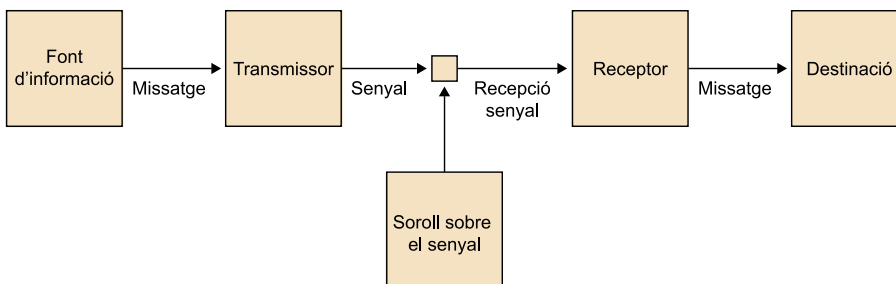 Font
d’informació
Missatge
Transmissor
Senyal
Recepció
senyal
Receptor
Missatge
Destinació
Soroll sobre
el senyal